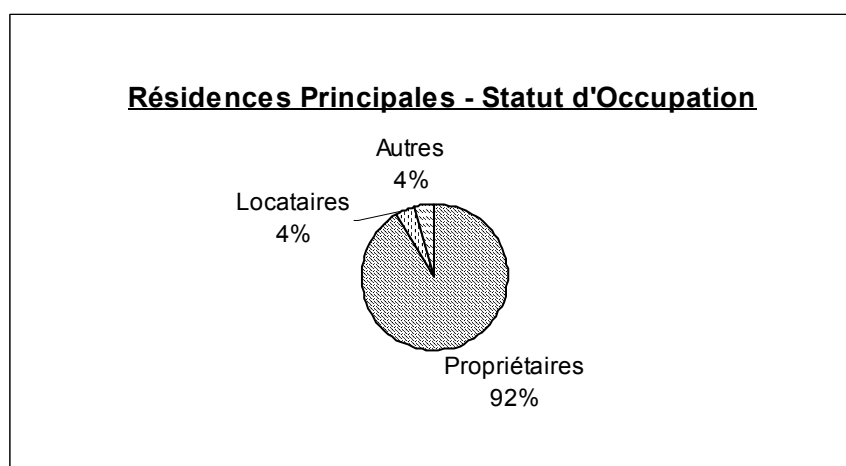 Résidences Principales - Statut d'Occupation
Autres
4%
Locataires
4%
Propriétaires
92%